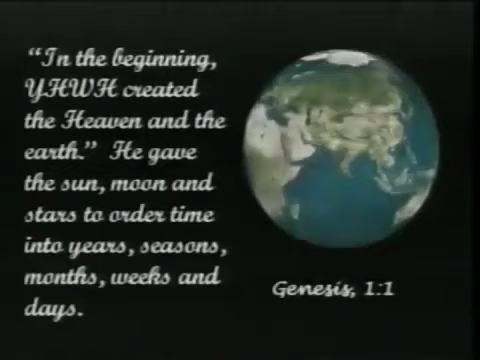 “In the beginning,
YHWH created
the Heaven and the
earth.” He gave
the sun, moon and
stars to order time
into years, seasons,
months, weeks and
days.
Genesis, 1:1